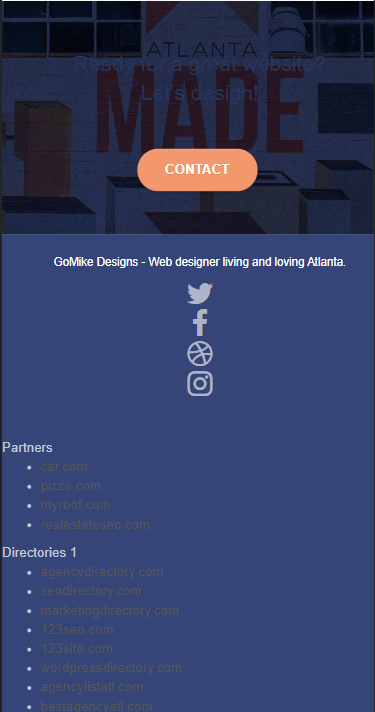 ATLANTA
MADE
Ready for a great website?
Let's design!
CONTACT
GoMike Designs - Web designer living and loving Atlanta.
Partners
car.com
pizza.com
myroof.com
realestateseo.com
Directories 1
agencydirectory.com
seodirectory.com
marketingdirectory.com
123seo.com
123site.com
wordpressdirectory.com
agencylistatl.com
bestagencyatl.com